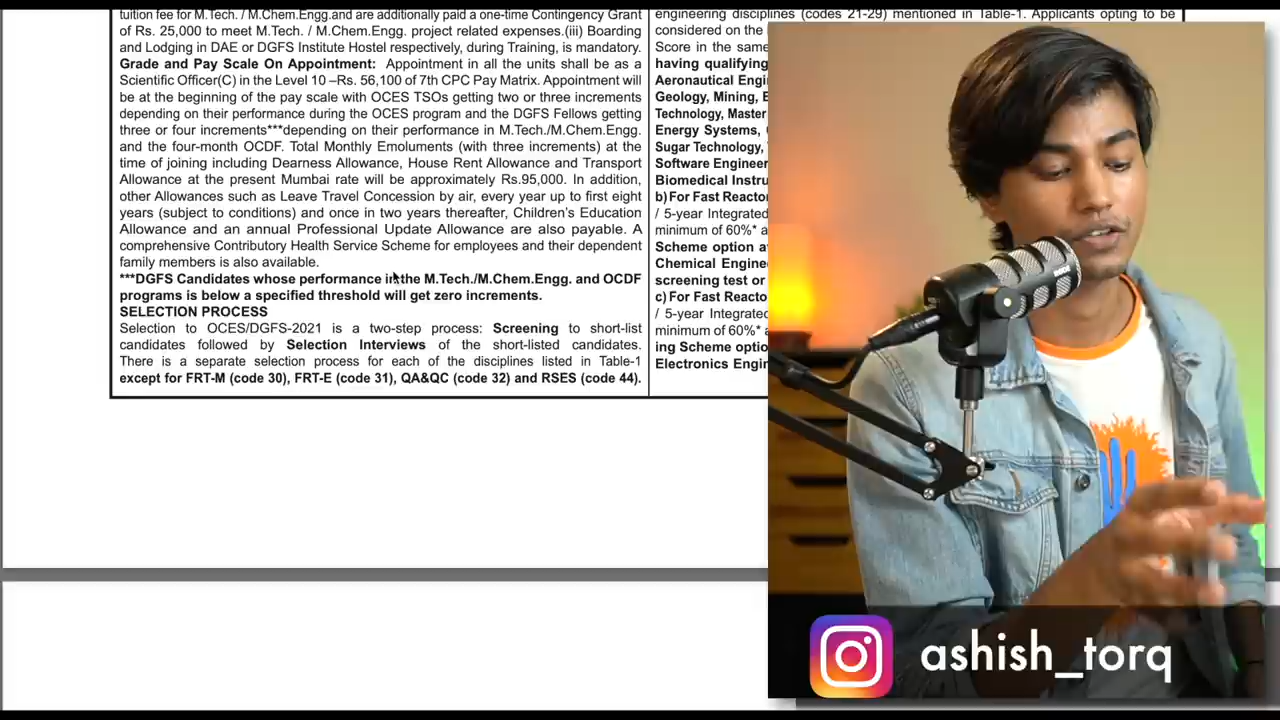 tuition fee for M.Tech. / M.Chem.Engg.and are additionally paid a one-time Contingency Grant
of Rs. 25,000 to meet M.Tech. / M.Chem.Engg. project related expenses.(iii) Boarding
and Lodging in DAE or DGFS Institute Hostel respectively, during Training, is mandatory.
Grade and Pay Scale On Appointment: Appointment in all the units shall be as a
Scientific Officer(C) in the Level 10 –Rs. 56,100 of 7th CPC Pay Matrix. Appointment will
be at the beginning of the pay scale with OCES TSOs getting two or three increments
depending on their performance during the OCES program and the DGFS Fellows getting
three or four increments***depending on their performance in M.Tech./M.Chem.Engg.
and the four-month OCDF. Total Monthly Emoluments (with three increments) at the
time of joining including Dearness Allowance, House Rent Allowance and Transport
Allowance at the present Mumbai rate will be approximately Rs.95,000. In addition,
other Allowances such as Leave Travel Concession by air, every year up to first eight
years (subject to conditions) and once in two years thereafter, Children's Education
Allowance and an annual Professional Update Allowance are also payable. A
comprehensive Contributory Health Service Scheme for employees and their dependent
family members is also available.
***DGFS Candidates whose performance in the M.Tech./M.Chem.Engg. and OCDF
programs is below a specified threshold will get zero increments.
SELECTION PROCESS
Selection to OCES/DGFS-2021 is a two-step process: Screening to short-list
candidates followed by Selection Interviews of the short-listed candidates.
There is a separate selection process for each of the disciplines listed in Table-1
except for FRT-M (code 30), FRT-E (code 31), QA&QC (code 32) and RSES (code 44).
engineering disciplines (codes 21-29) mentioned in Table-1. Applicants opting to be
considered on the
Score in the same
having qualifying
Aeronautical Engi
Geology, Mining,
Technology, Master
Energy Systems,
Sugar Technology,
Software Engineer
Biomedical Instru
b) For Fast Reactor
/ 5-year Integrated
minimum of 60%* a
Scheme option av
Chemical Enginee
screening test or
c) For Fast Reacto
/ 5-year Integrated
minimum of 60%* a
ing Scheme optio
Electronics Engin
ashish_torq